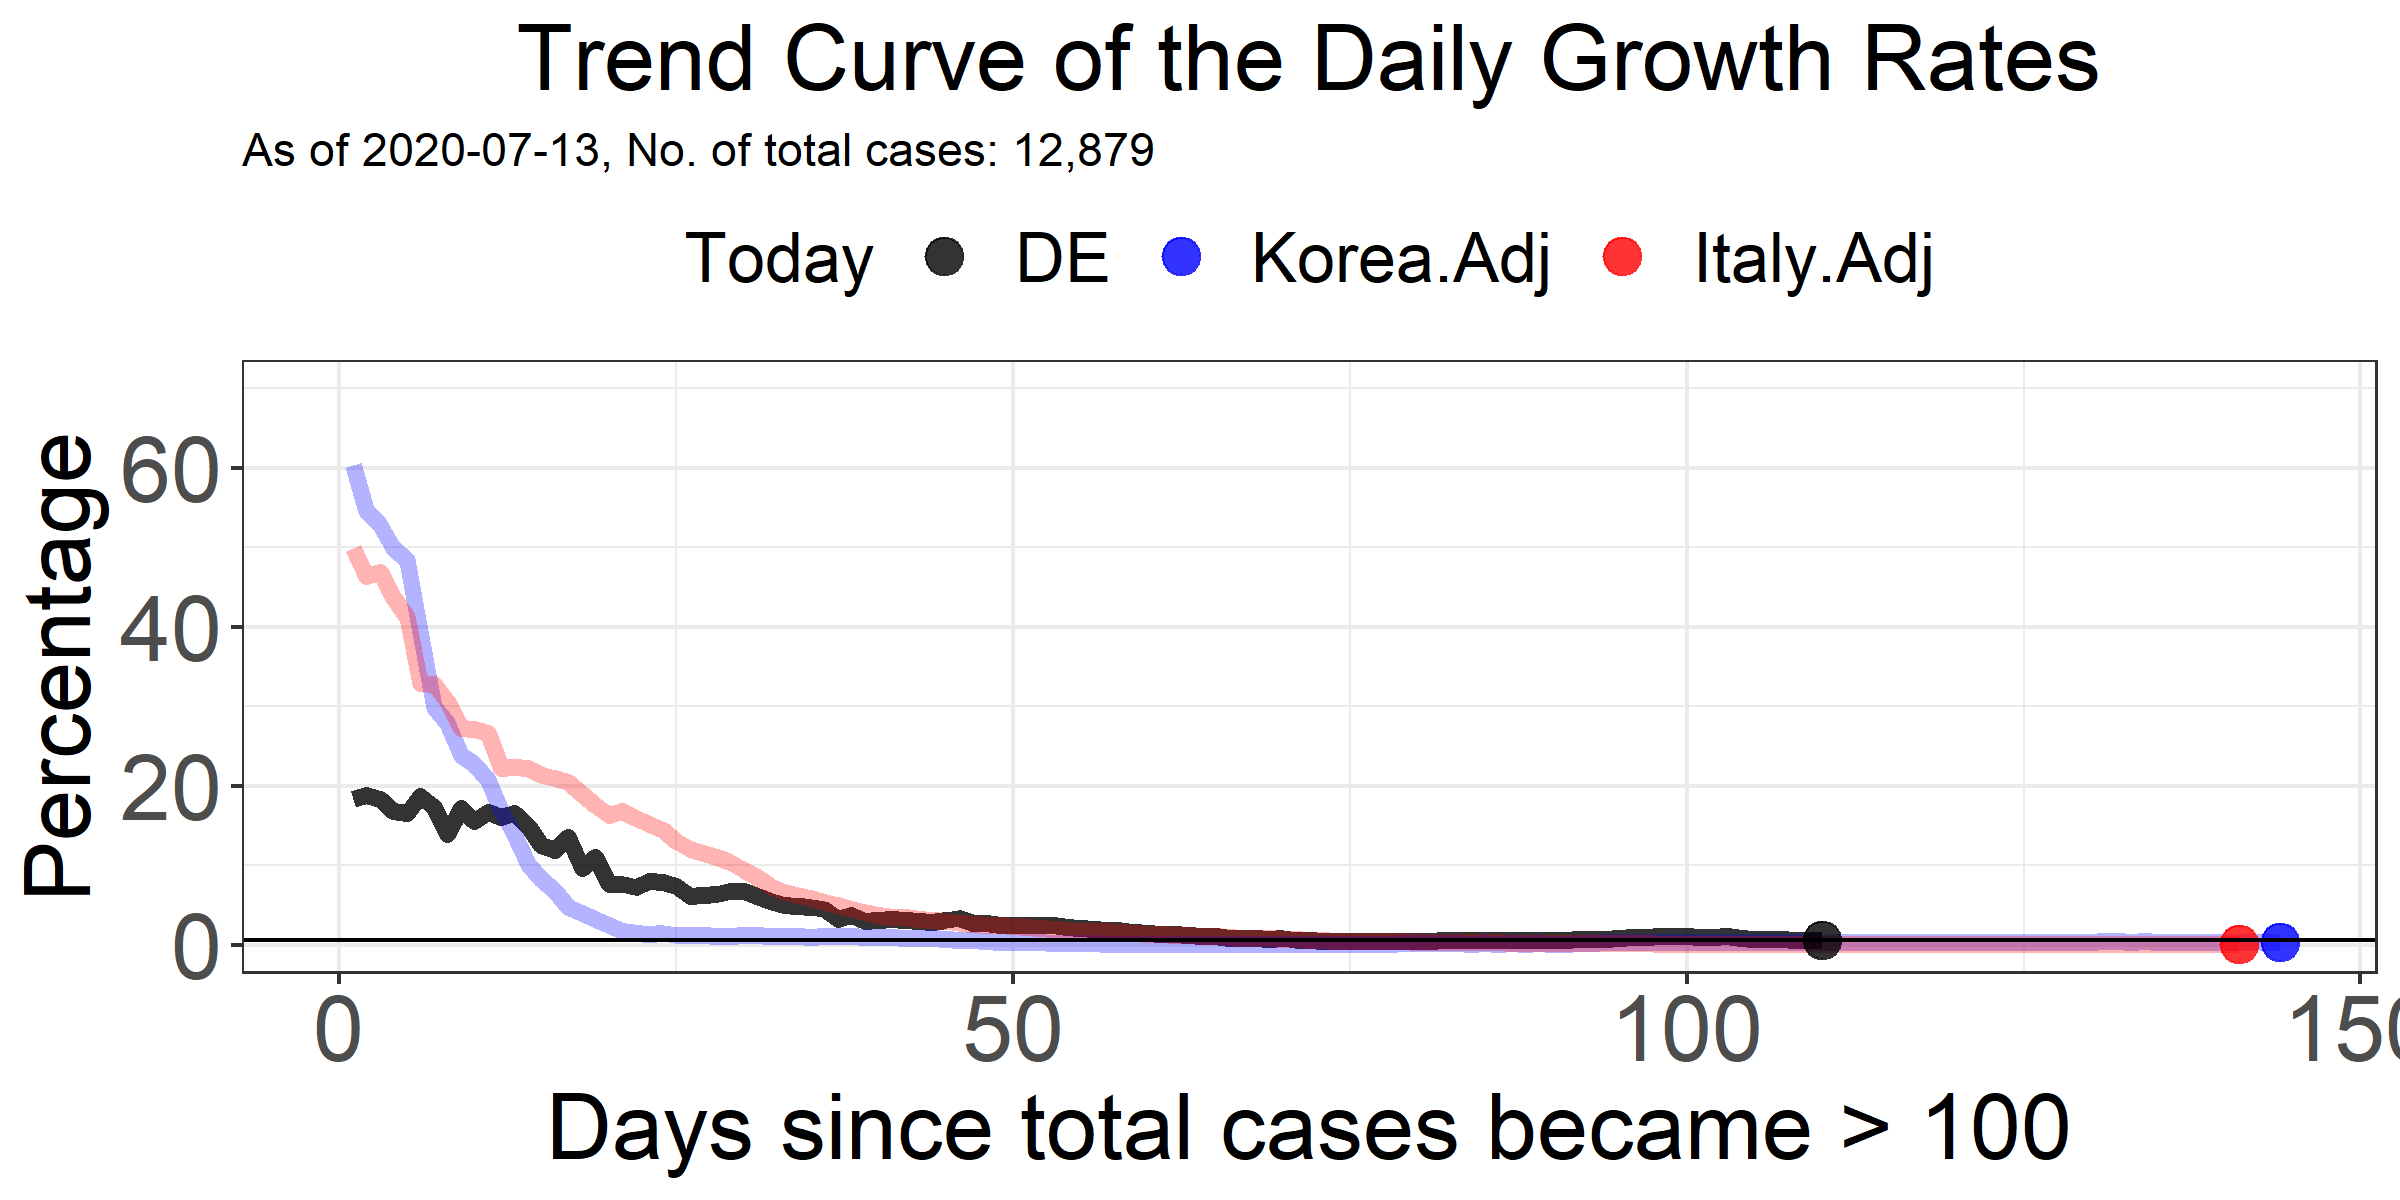 Trend Curve of the Daily Growth Rates
As of 2020-07-13, No. of total cases: 12,879
Today DE Korea.Adj Italy.Adj
Percentage
60
40
20
0
0 50 100 150
Days since total cases became > 100